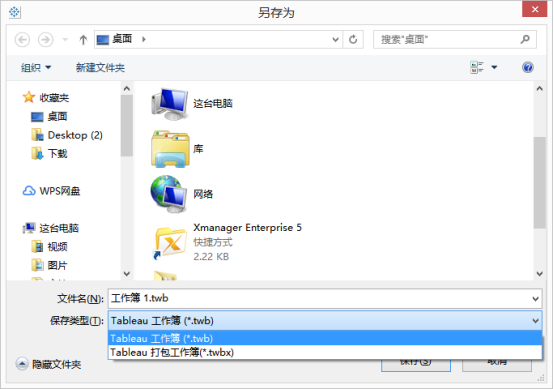 另存为
桌面
搜索"桌面"
组织
新建文件夹
收藏夹
桌面
Desktop (2)
下载
WPS网盘
这台电脑
视频
图片
这台电脑
库
网络
Xmanager Enterprise 5
快捷方式
2.22 KB
文件名(N):
工作簿 1.twb
保存类型(T):
Tableau 工作簿 (*.twb)
Tableau 工作簿 (*.twb)
Tableau 打包工作簿(*.twbx)
隐藏文件夹
保存(S)
取消